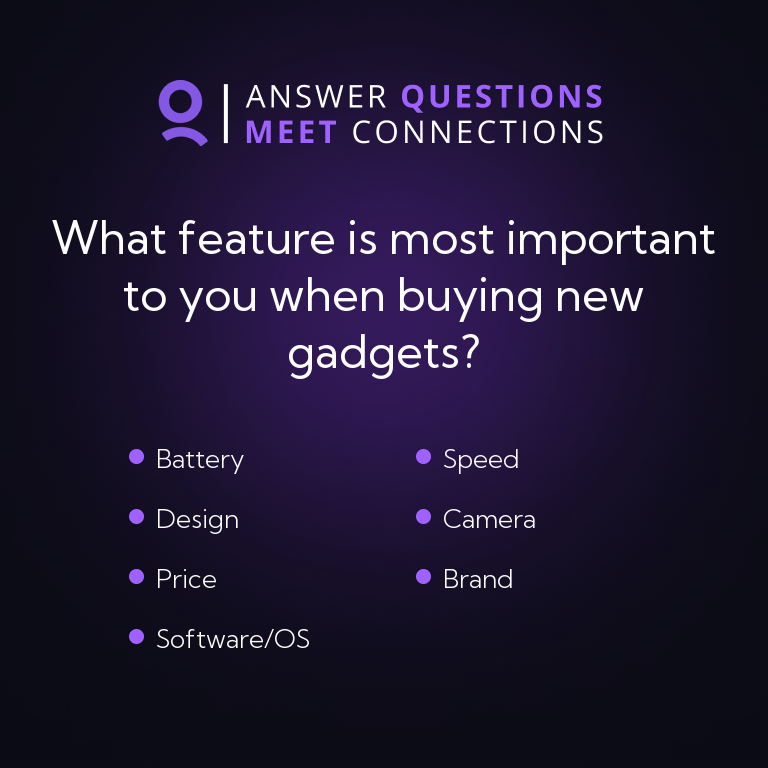 ANSWER QUESTIONS
MEET CONNECTIONS
What feature is most important
to you when buying new
gadgets?
Battery
Design
Price
Software/OS
Speed
Camera
Brand